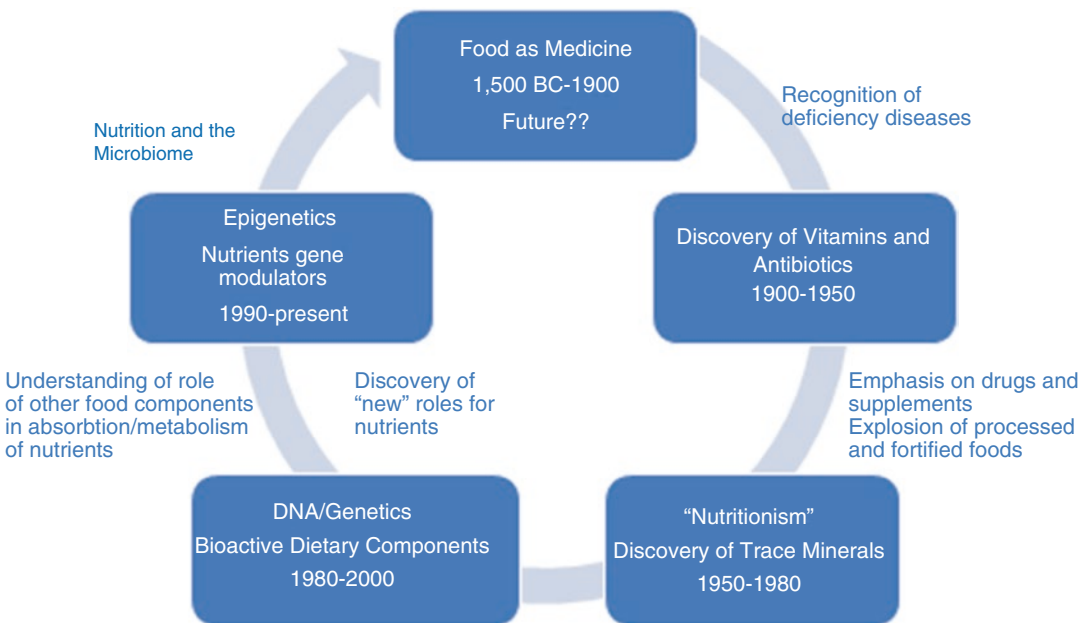 Food as Medicine
1,500 BC-1900
Future??
Recognition of
deficiency diseases
Discovery of Vitamins and
Antibiotics
1900-1950
Emphasis on drugs and
supplements
Explosion of processed
and fortified foods
“Nutritionism”
Discovery of Trace Minerals
1950-1980
DNA/Genetics
Bioactive Dietary Components
1980-2000
Discovery of
“new” roles for
nutrients
Understanding of role
of other food components
in absorbtion/metabolism
of nutrients
Epigenetics
Nutrients gene
modulators
1990-present
Nutrition and the
Microbiome